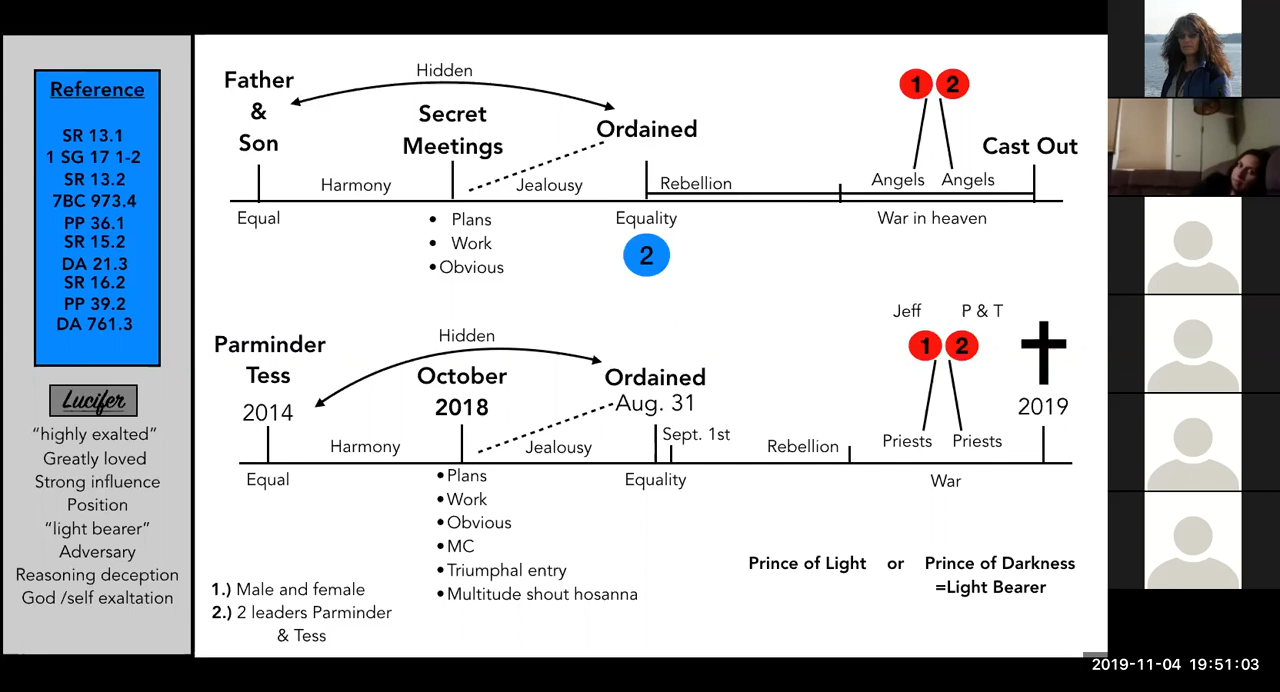 Reference
SR 13.1
1 SG 17 1-2
SR 13.2
7BC 973.4
PP 36.1
SR 15.2
DA 21.3
SR 16.2
PP 39.2
DA 761.3
Lucifer
“highly exalted”
Greatly loved
Strong influence
Position
“light bearer”
Adversary
Reasoning deception
God /self exaltation
Father
&
Son
Hidden
Secret
Meetings
Ordained
1 2
Cast Out
Harmony
Jealousy
Rebellion
Angels Angels
Equal
• Plans
• Work
• Obvious
Equality
2
War in heaven
Parminder
Tess
2014
Hidden
October
2018
Ordained
Aug. 31
Sept. 1st
Jeff P & T
1 2
2019
Harmony
Jealousy
Rebellion
Priests Priests
Equal
• Plans
• Work
• Obvious
• MC
• Triumphal entry
• Multitude shout hosanna
Equality
War
1.) Male and female
2.) 2 leaders Parminder
& Tess
Prince of Light or Prince of Darkness
=Light Bearer
2019-11-04 19:51:03